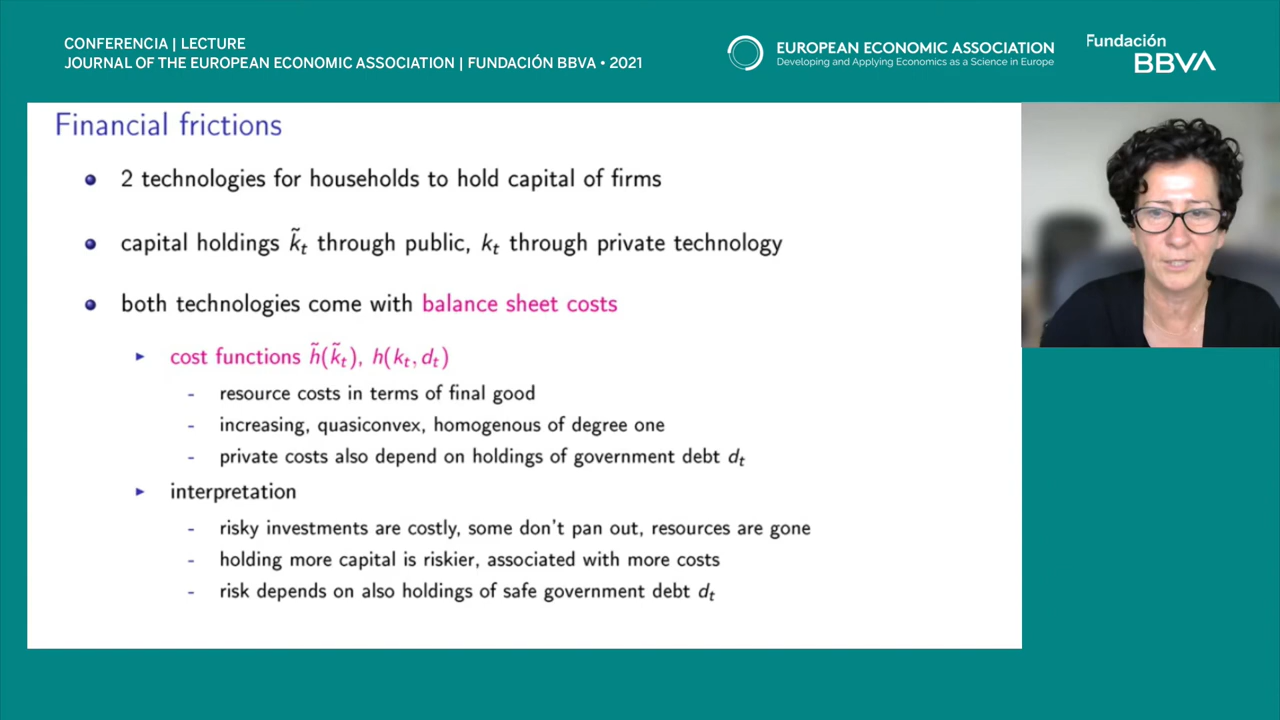 CONFERENCIA | LECTURE
JOURNAL OF THE EUROPEAN ECONOMIC ASSOCIATION | FUNDACIÓN BBVA • 2021
EUROPEAN ECONOMIC ASSOCIATION
Developing and Applying Economics as a Science in Europe
Fundación
BBVA
Financial frictions
2 technologies for households to hold capital of firms
capital holdings k̃ₜ through public, kₜ through private technology
both technologies come with balance sheet costs
cost functions h̃(k̃ₜ), h(kₜ, dₜ)
- resource costs in terms of final good
- increasing, quasiconvex, homogenous of degree one
- private costs also depend on holdings of government debt dₜ
interpretation
- risky investments are costly, some don't pan out, resources are gone
- holding more capital is riskier, associated with more costs
- risk depends on also holdings of safe government debt dₜ